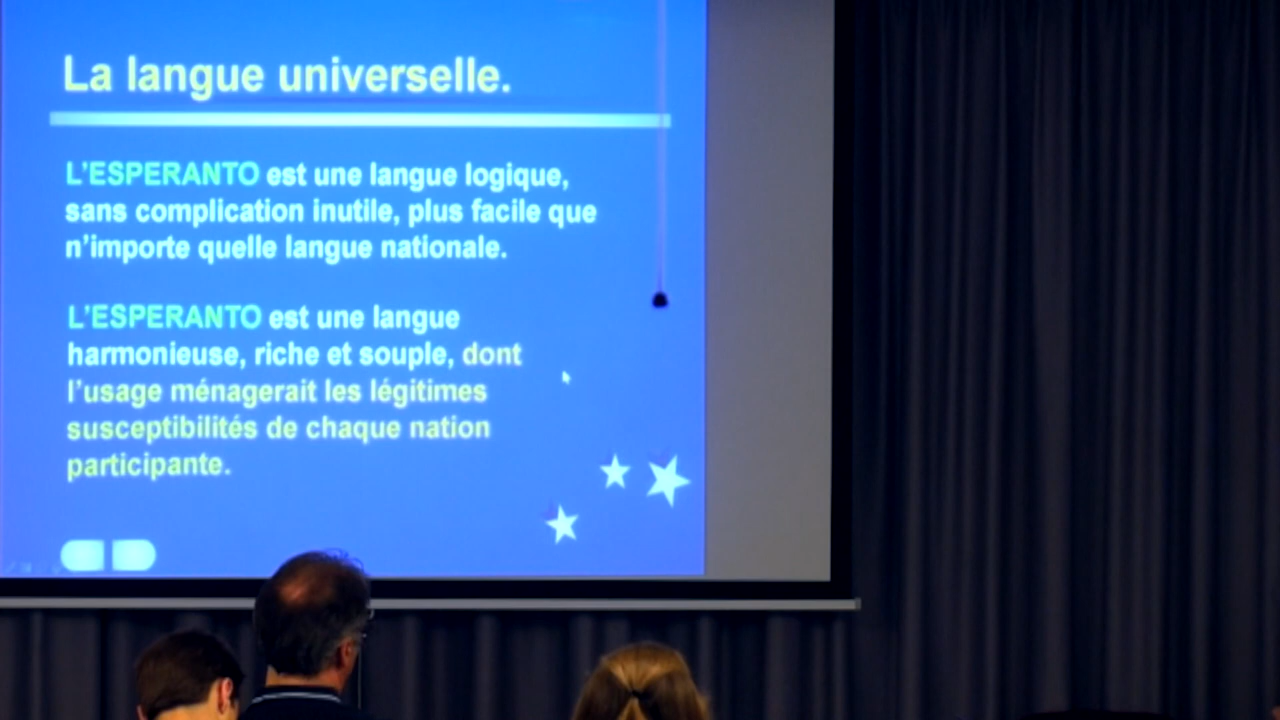 La langue universelle.
L'ESPERANTO est une langue logique,
sans complication inutile, plus facile que
n'importe quelle langue nationale.
L'ESPERANTO est une langue
harmonieuse, riche et souple, dont
l'usage ménagerait les légitimes
susceptibilités de chaque nation
participante.